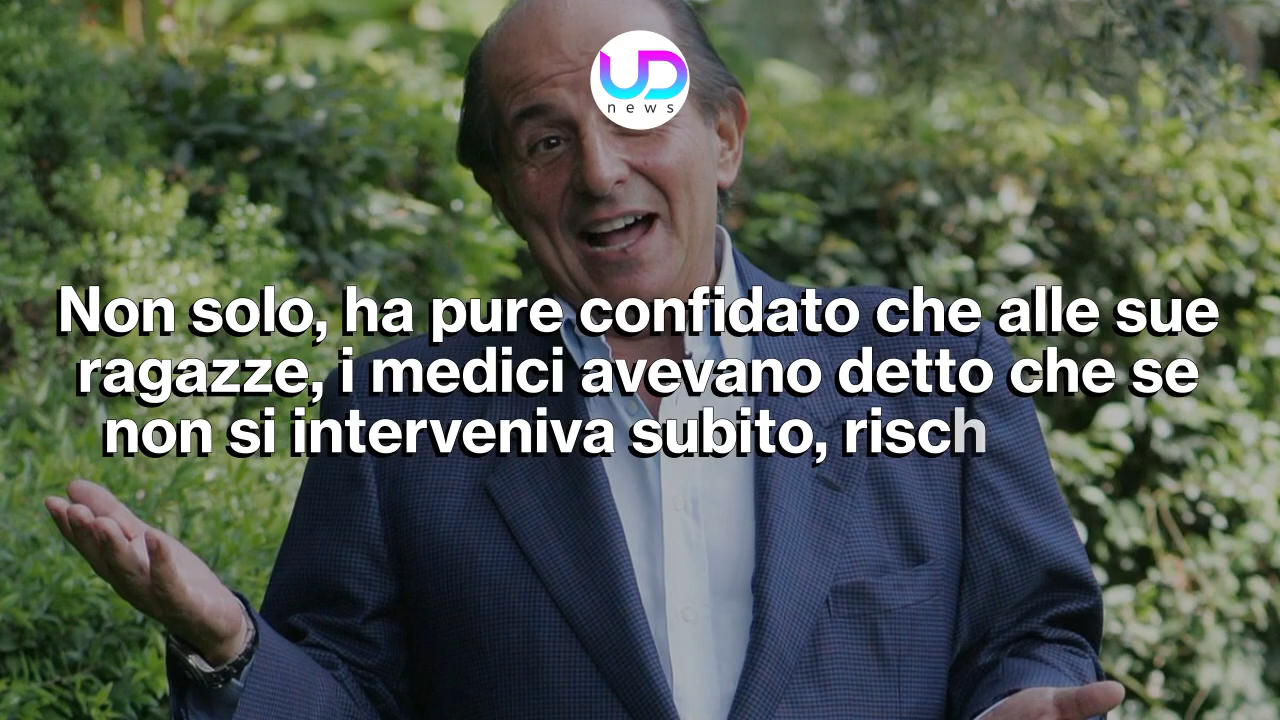 UD
news
Non solo, ha pure confidato che alle sue
ragazze, i medici avevano detto che se
non si interveniva subito, risch